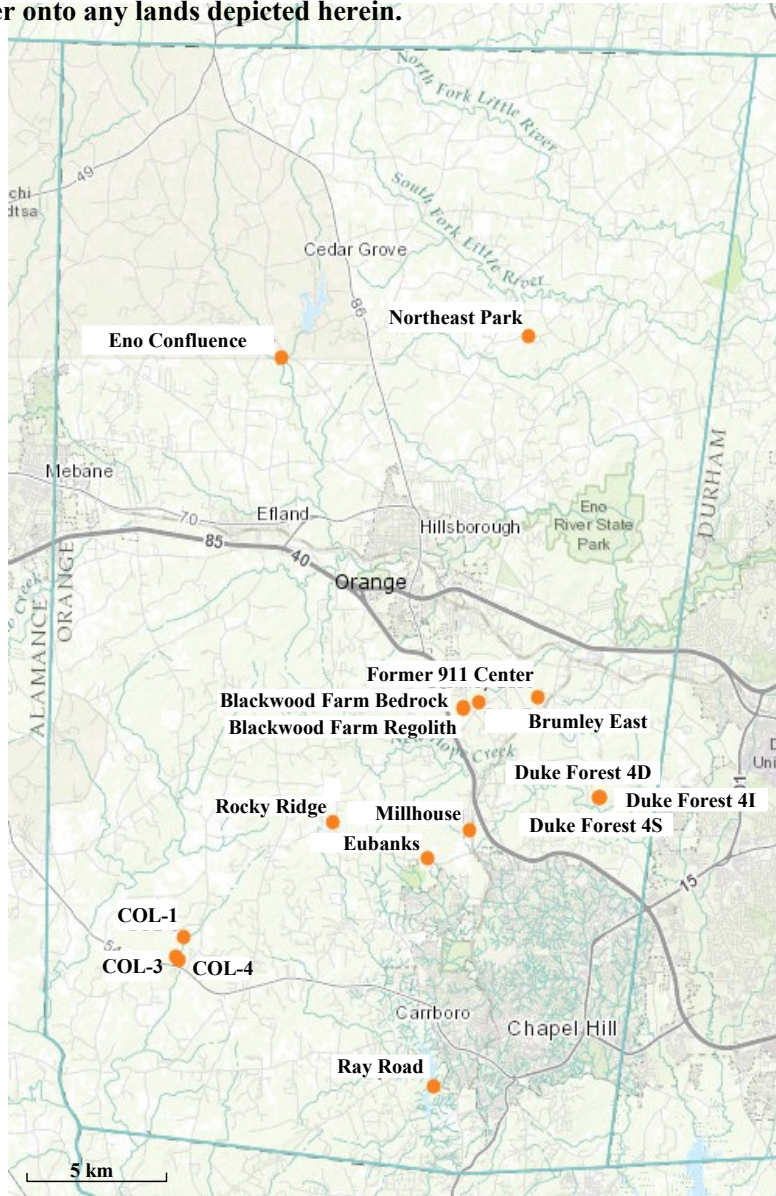 er onto any lands depicted herein.
North Fork Little River
49
chi
dtsa
South Fork Little River
Cedar Grove
86
Northeast Park
Eno Confluence
DURHAM
Mebane
Eno
River State
Park
70
Efland
Hillsborough
85
40
Orange
Creek
ALAMANCE
ORANGE
Former 911 Center
Blackwood Farm Bedrock
Blackwood Farm Regolith
Brumley East
Creek
D
Uni
Duke Forest 4D
Duke Forest 4I
Duke Forest 4S
Rocky Ridge
Millhouse
Eubanks
15
COL-1
54
COL-3
COL-4
Carrboro
Chapel Hill
Ray Road
5 km